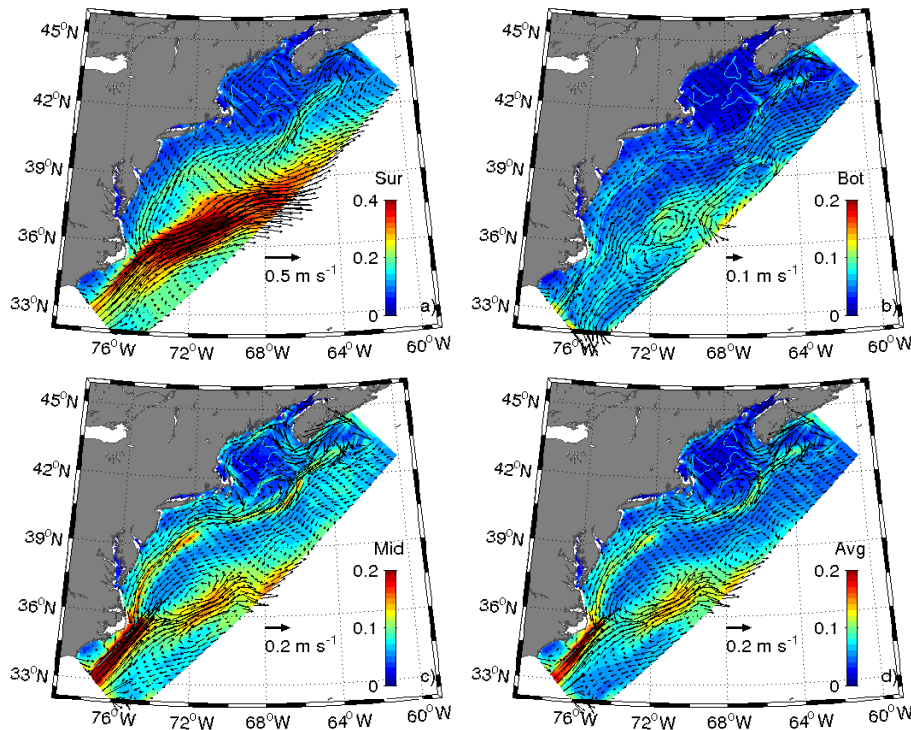 45°N
42°N
39°N
36°N
33°N
76°W
72°W
68°W
64°W
60°W
Sur
0.4
0.2
0
0.5 m s⁻¹
a)
45°N
42°N
39°N
36°N
33°N
76°W
72°W
68°W
64°W
60°W
Bot
0.2
0.1
0
0.1 m s⁻¹
b)
45°N
42°N
39°N
36°N
33°N
76°W
72°W
68°W
64°W
60°W
Mid
0.2
0.1
0
0.2 m s⁻¹
c)
45°N
42°N
39°N
36°N
33°N
76°W
72°W
68°W
64°W
60°W
Avg
0.2
0.1
0
0.2 m s⁻¹
d)